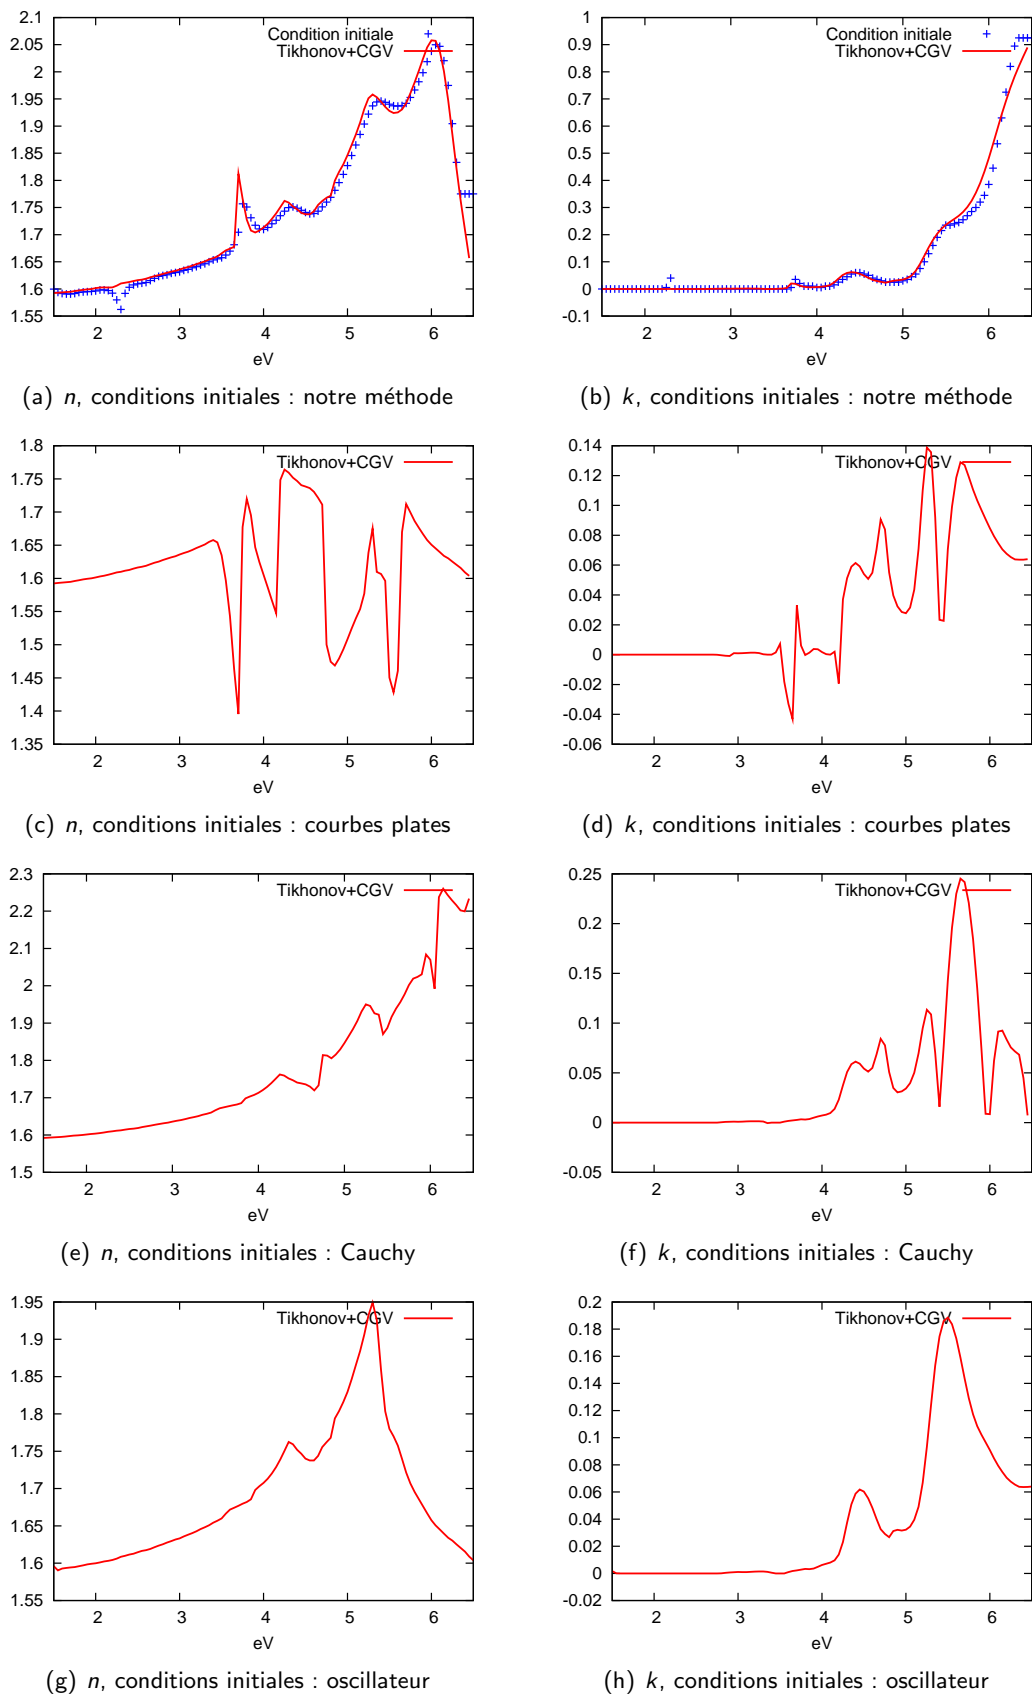 2.1
2.05
2
1.95
1.9
1.85
1.8
1.75
1.7
1.65
1.6
1.55
Condition initiale
Tikhonov+CGV
2 3 4 5 6
eV
(a) n, conditions initiales : notre méthode
1
0.9
0.8
0.7
0.6
0.5
0.4
0.3
0.2
0.1
0
-0.1
Condition initiale
Tikhonov+CGV
2 3 4 5 6
eV
(b) k, conditions initiales : notre méthode
1.8
1.75
1.7
1.65
1.6
1.55
1.5
1.45
1.4
1.35
Tikhonov+CGV
2 3 4 5 6
eV
(c) n, conditions initiales : courbes plates
0.14
0.12
0.1
0.08
0.06
0.04
0.02
0
-0.02
-0.04
-0.06
Tikhonov+CGV
2 3 4 5 6
eV
(d) k, conditions initiales : courbes plates
2.3
2.2
2.1
2
1.9
1.8
1.7
1.6
1.5
Tikhonov+CGV
2 3 4 5 6
eV
(e) n, conditions initiales : Cauchy
0.25
0.2
0.15
0.1
0.05
0
-0.05
Tikhonov+CGV
2 3 4 5 6
eV
(f) k, conditions initiales : Cauchy
1.95
1.9
1.85
1.8
1.75
1.7
1.65
1.6
1.55
Tikhonov+CGV
2 3 4 5 6
eV
(g) n, conditions initiales : oscillateur
0.2
0.18
0.16
0.14
0.12
0.1
0.08
0.06
0.04
0.02
0
-0.02
Tikhonov+CGV
2 3 4 5 6
eV
(h) k, conditions initiales : oscillateur